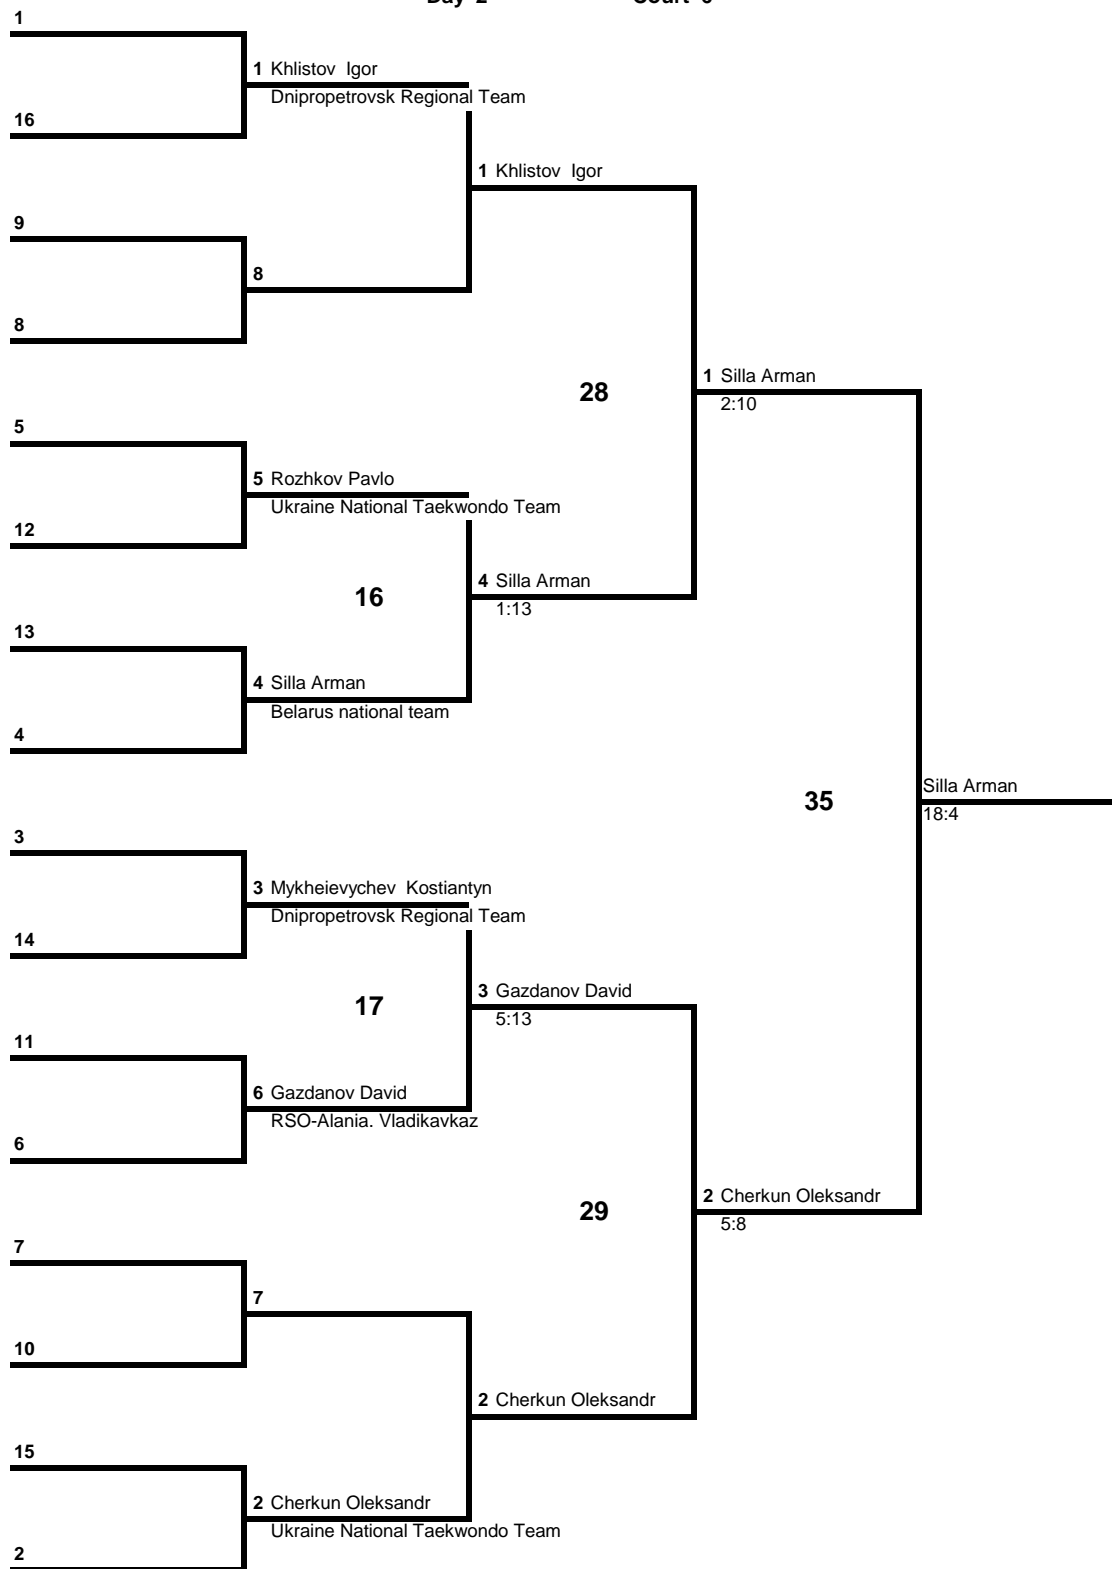 1
1 Khlistov Igor
Dnipropetrovsk Regional Team
16
1 Khlistov Igor
9
8
8
28
1 Silla Arman
2:10
5
5 Rozhkov Pavlo
Ukraine National Taekwondo Team
12
16
4 Silla Arman
1:13
13
4 Silla Arman
Belarus national team
4
35
Silla Arman
18:4
3
3 Mykheievychev Kostiantyn
Dnipropetrovsk Regional Team
14
17
3 Gazdanov David
5:13
11
6 Gazdanov David
RSO-Alania. Vladikavkaz
6
29
2 Cherkun Oleksandr
5:8
7
7
10
2 Cherkun Oleksandr
15
2 Cherkun Oleksandr
Ukraine National Taekwondo Team
2